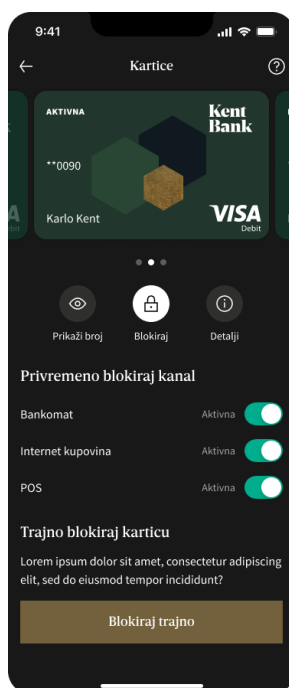 9:41
Kartice
AKTIVNA
Kent
Bank
**0090
Karlo Kent
VISA
Debit
Prikaži broj
Blokiraj
Detalji
Privremeno blokiraj kanal
Bankomat
Aktivna
Internet kupovina
Aktivna
POS
Aktivna
Trajno blokiraj karticu
Lorem ipsum dolor sit amet, consectetur adipiscing
elit, sed do eiusmod tempor incididunt?
Blokiraj trajno